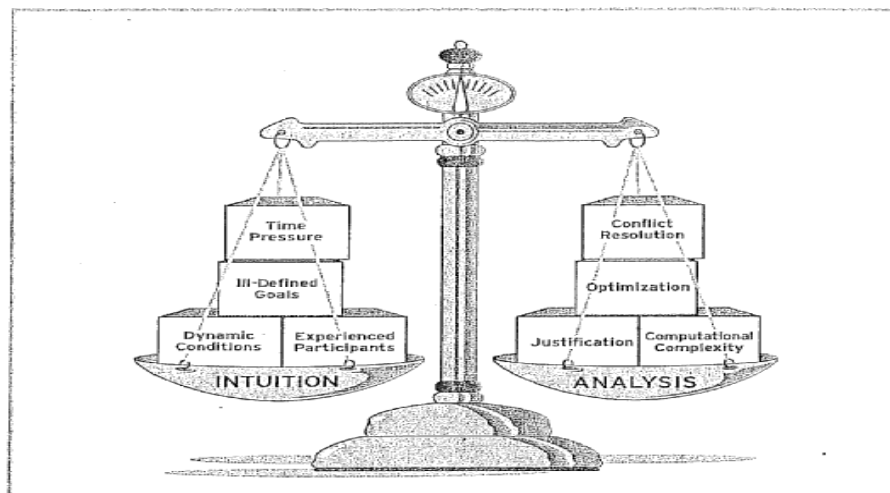 Time
Pressure
Ill-Defined
Goals
Dynamic
Conditions
Experienced
Participants
INTUITION
Conflict
Resolution
Optimization
Justification
Computational
Complexity
ANALYSIS